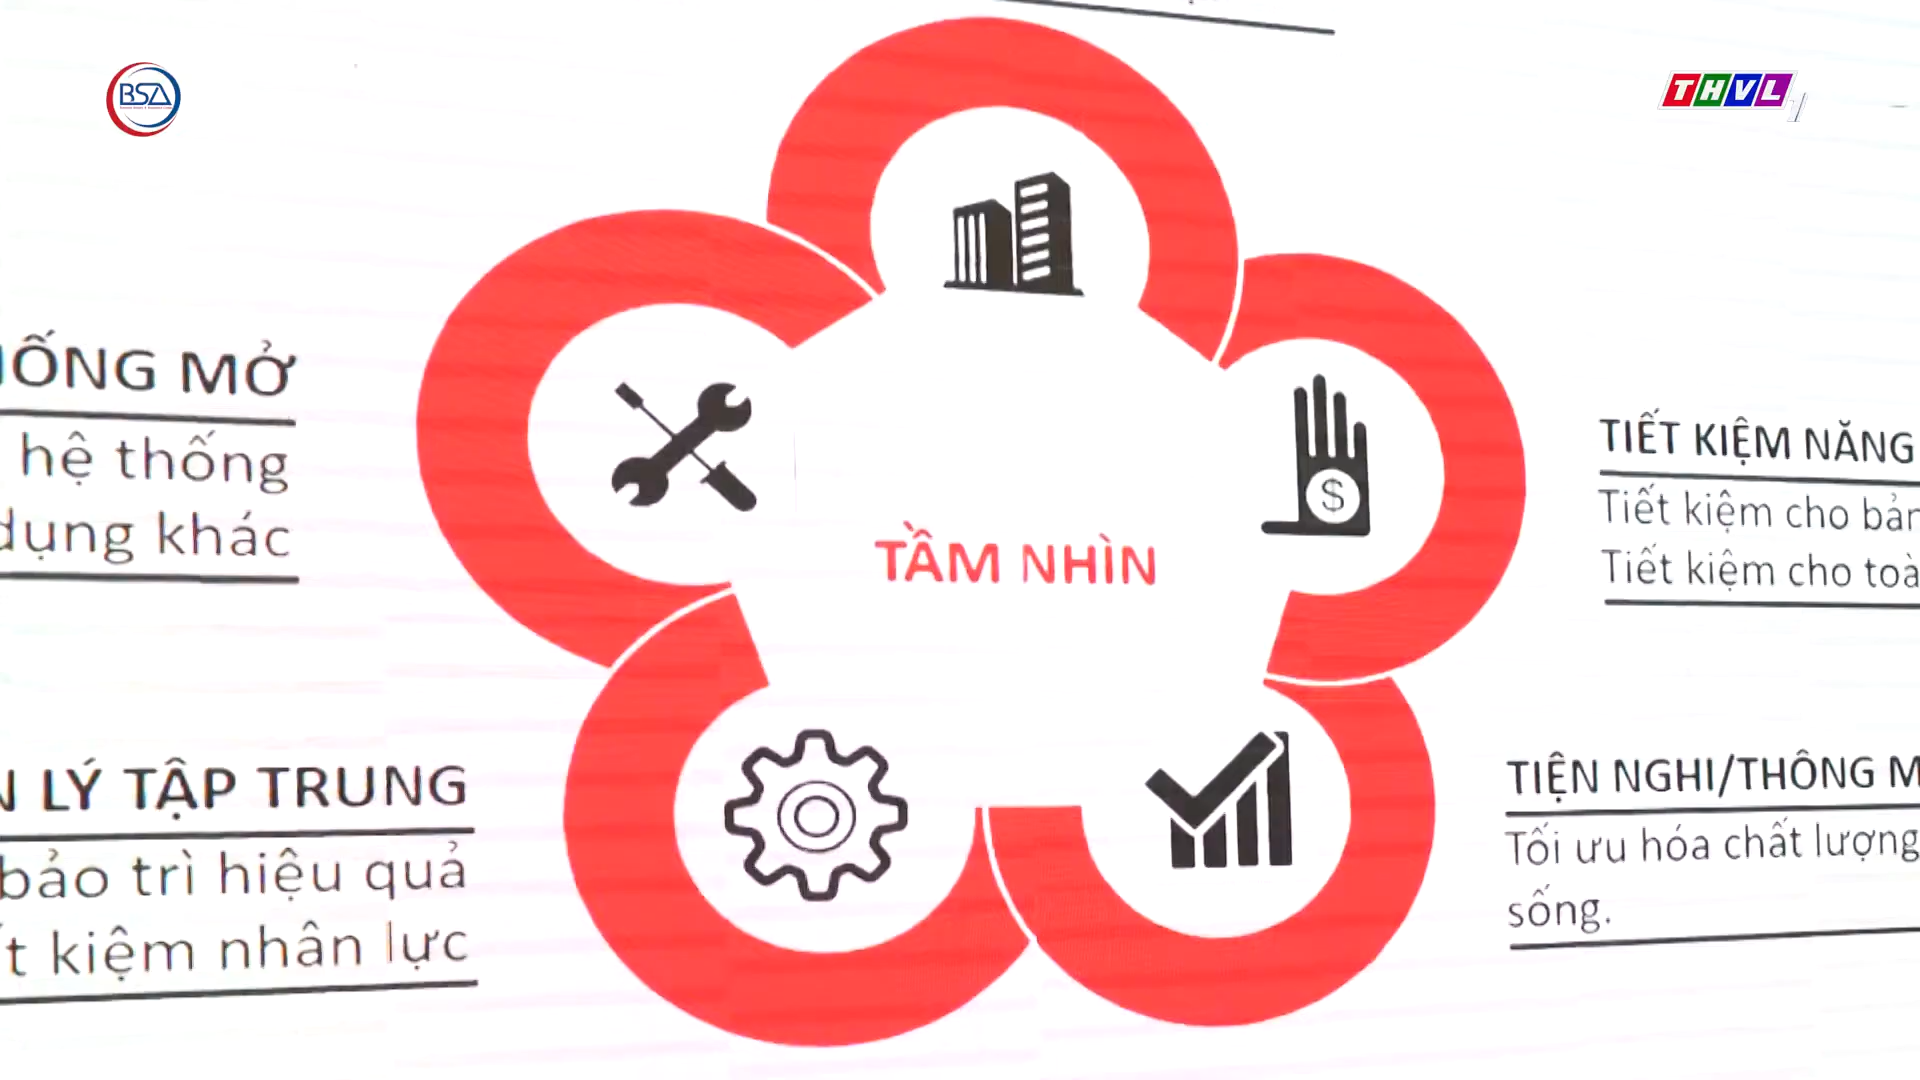 BSA
THVL
ỐNG MỞ
hệ thống
dụng khác
LÝ TẬP TRUNG
bảo trì hiệu quả
kiệm nhân lực
TẦM NHÌN
$
TIẾT KIỆM NĂNG
Tiết kiệm cho
Tiết kiệm cho
TIỆN NGHI/THÔNG
Tối ưu hóa chất lượng
sống.